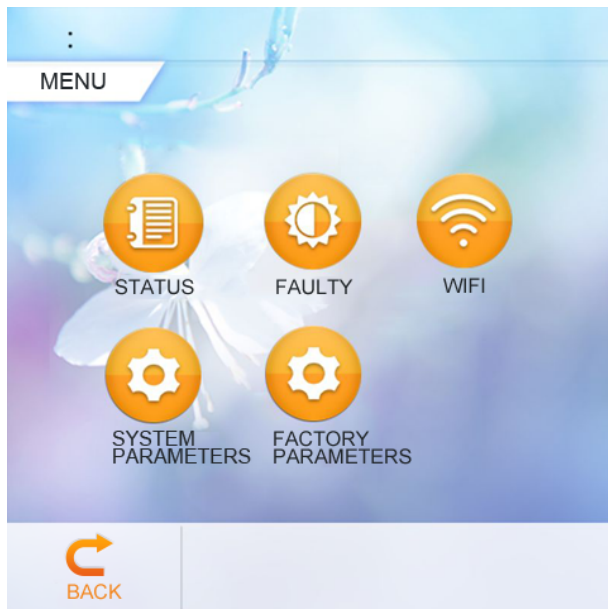 :
MENU
STATUS
FAULTY
WIFI
SYSTEM
PARAMETERS
FACTORY
PARAMETERS
BACK